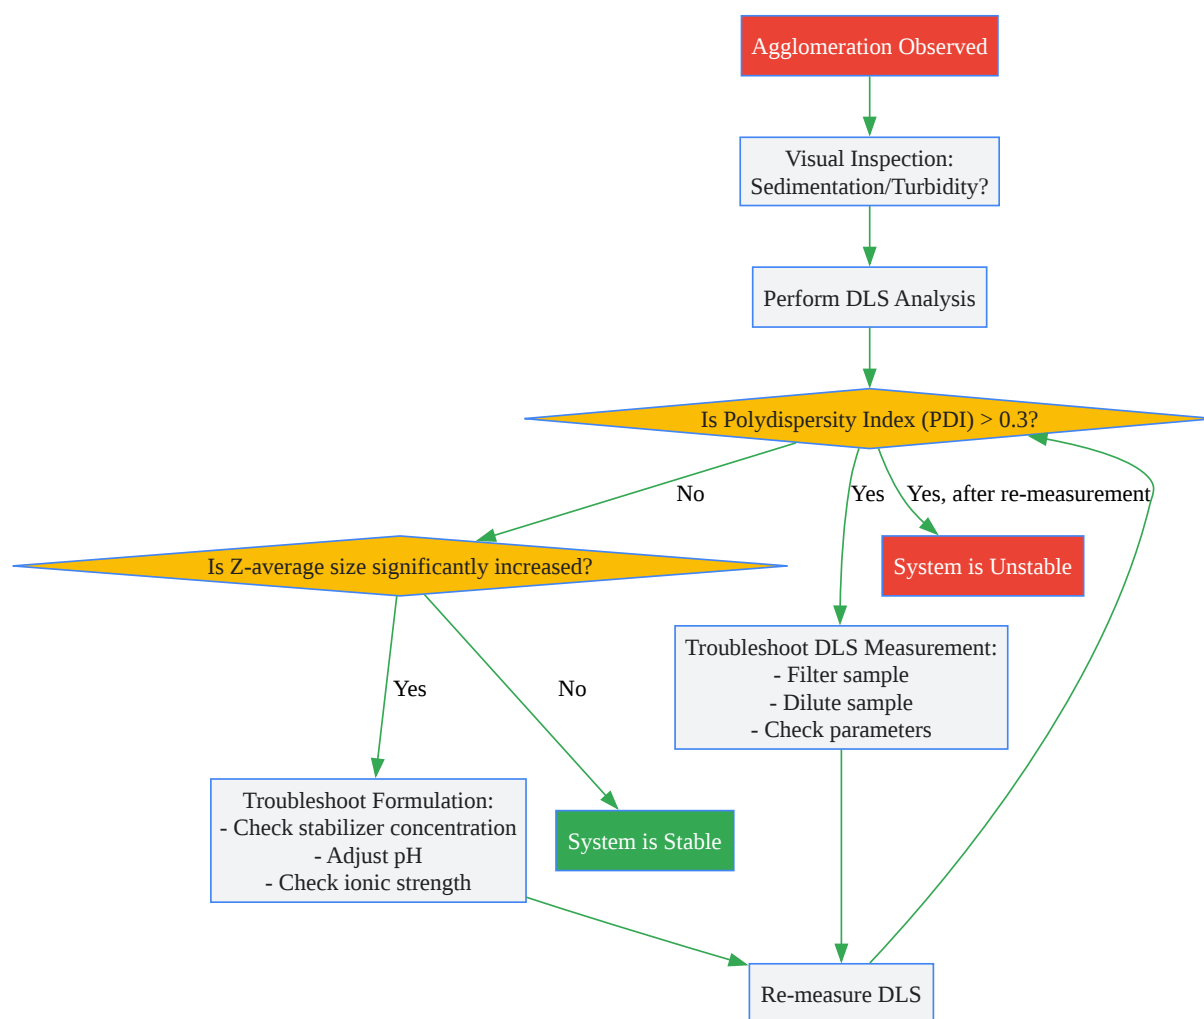 Agglomeration Observed
Visual Inspection:
Sedimentation/Turbidity?
Perform DLS Analysis
Is Polydispersity Index (PDI) > 0.3?
No
Yes
Yes, after re-measurement
Is Z-average size significantly increased?
System is Unstable
Troubleshoot DLS Measurement:
- Filter sample
- Dilute sample
- Check parameters
Yes
No
Troubleshoot Formulation:
- Check stabilizer concentration
- Adjust pH
- Check ionic strength
System is Stable
Re-measure DLS